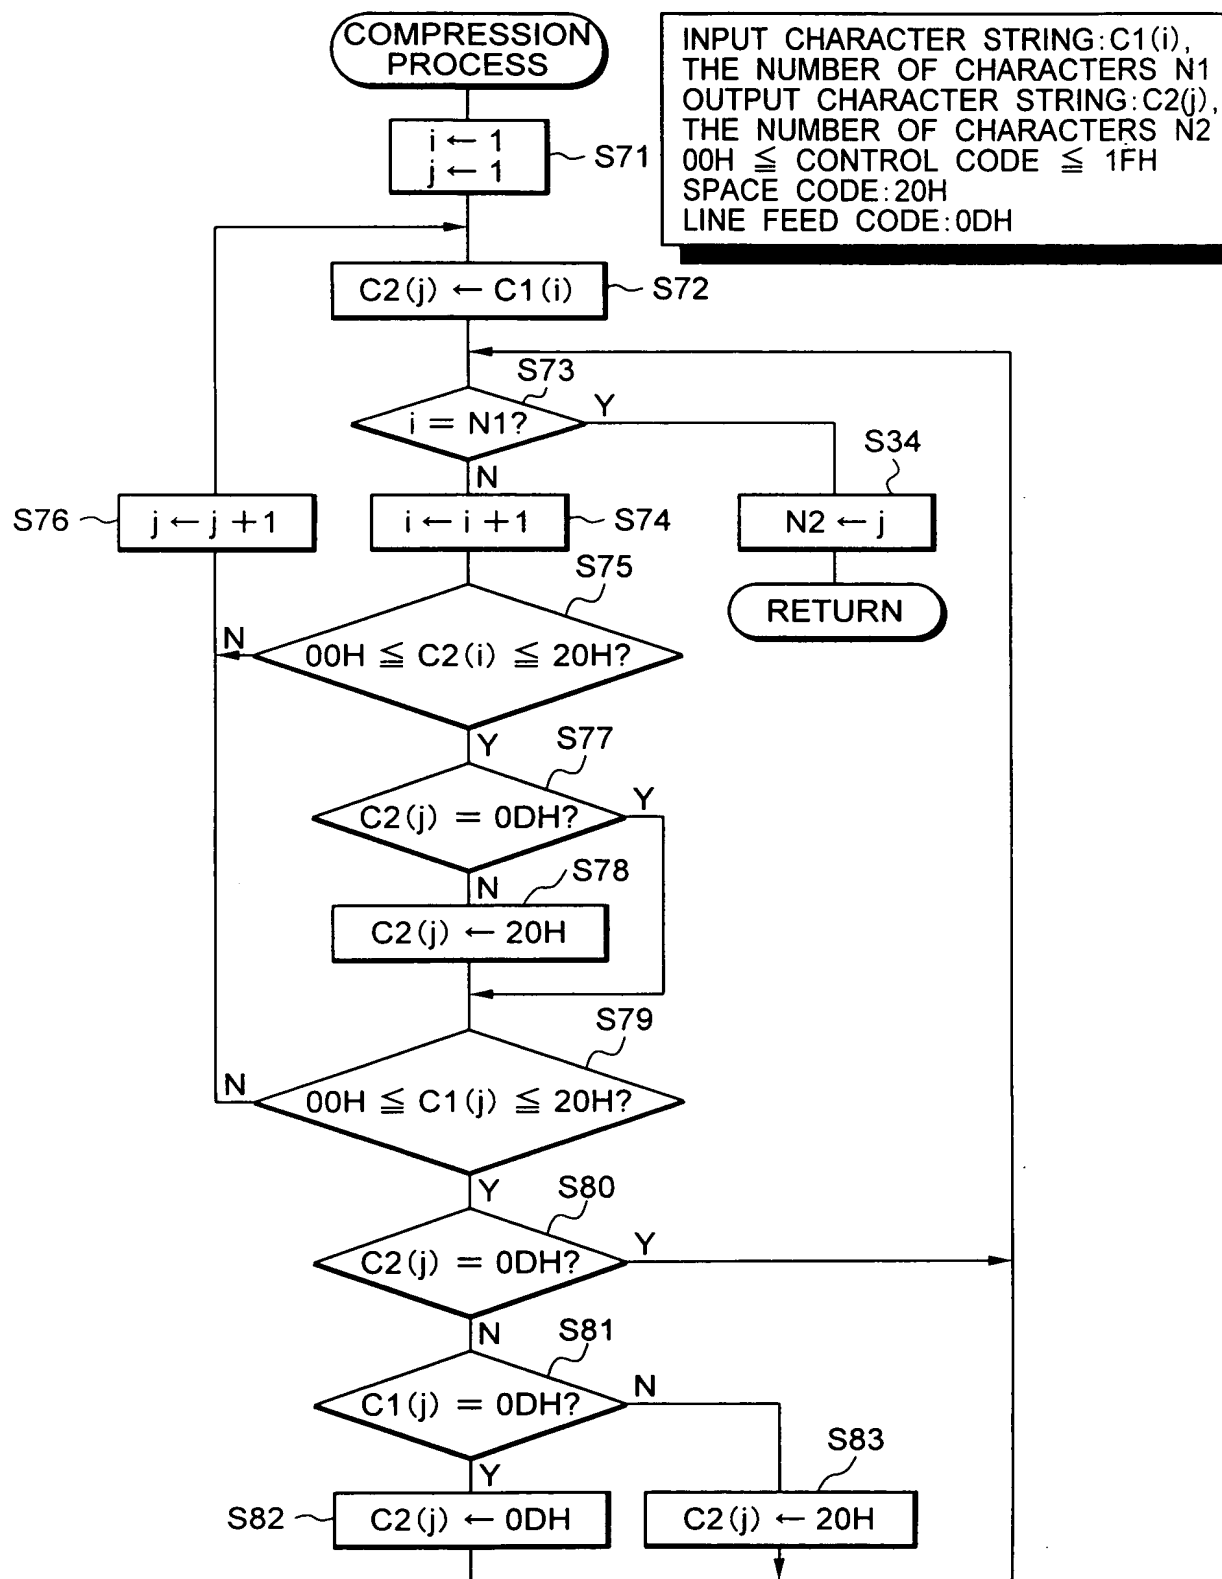 COMPRESSION
PROCESS
INPUT CHARACTER STRING:C1(i),
THE NUMBER OF CHARACTERS N1
OUTPUT CHARACTER STRING:C2(j),
THE NUMBER OF CHARACTERS N2
00H ≦ CONTROL CODE ≦ 1FH
SPACE CODE:20H
LINE FEED CODE:0DH
i ← 1
j ← 1
S71
C2(j) ← C1(i)
S72
S73
i = N1?
Y
N
S34
N2 ← j
RETURN
S76
j ← j + 1
i ← i + 1
S74
S75
00H ≦ C2(i) ≦ 20H?
N
Y
S77
C2(j) = 0DH?
Y
N
S78
C2(j) ← 20H
S79
00H ≦ C1(j) ≦ 20H?
N
Y
S80
C2(j) = 0DH?
Y
N
S81
C1(j) = 0DH?
N
Y
S83
S82
C2(j) ← 0DH
C2(j) ← 20H